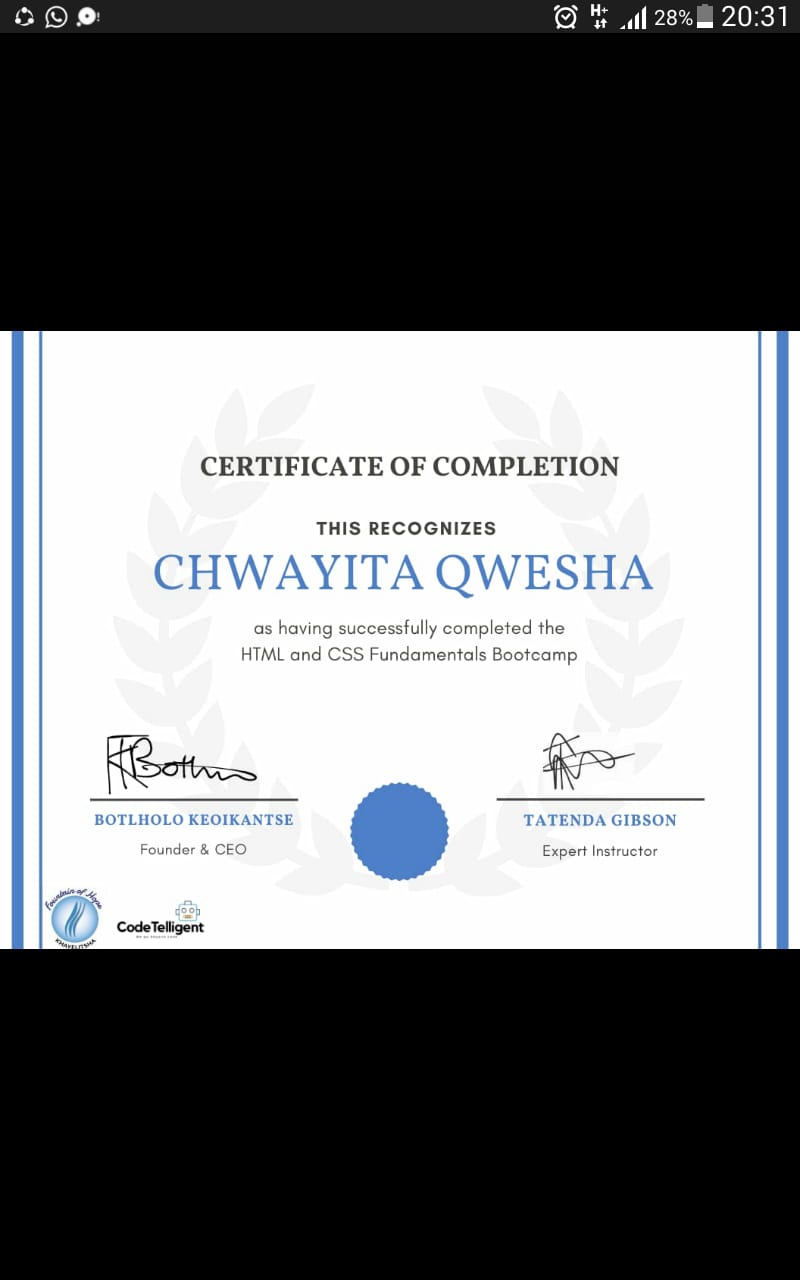 H+ 28% 20:31
CERTIFICATE OF COMPLETION
THIS RECOGNIZES
CHWAYITA QWESHA
as having successfully completed the
HTML and CSS Fundamentals Bootcamp
BOTLHOLO KEOIKANTSE
Founder & CEO
TATENDA GIBSON
Expert Instructor
Fountain of Hope
KHAYELITSHA
CodeTelligent